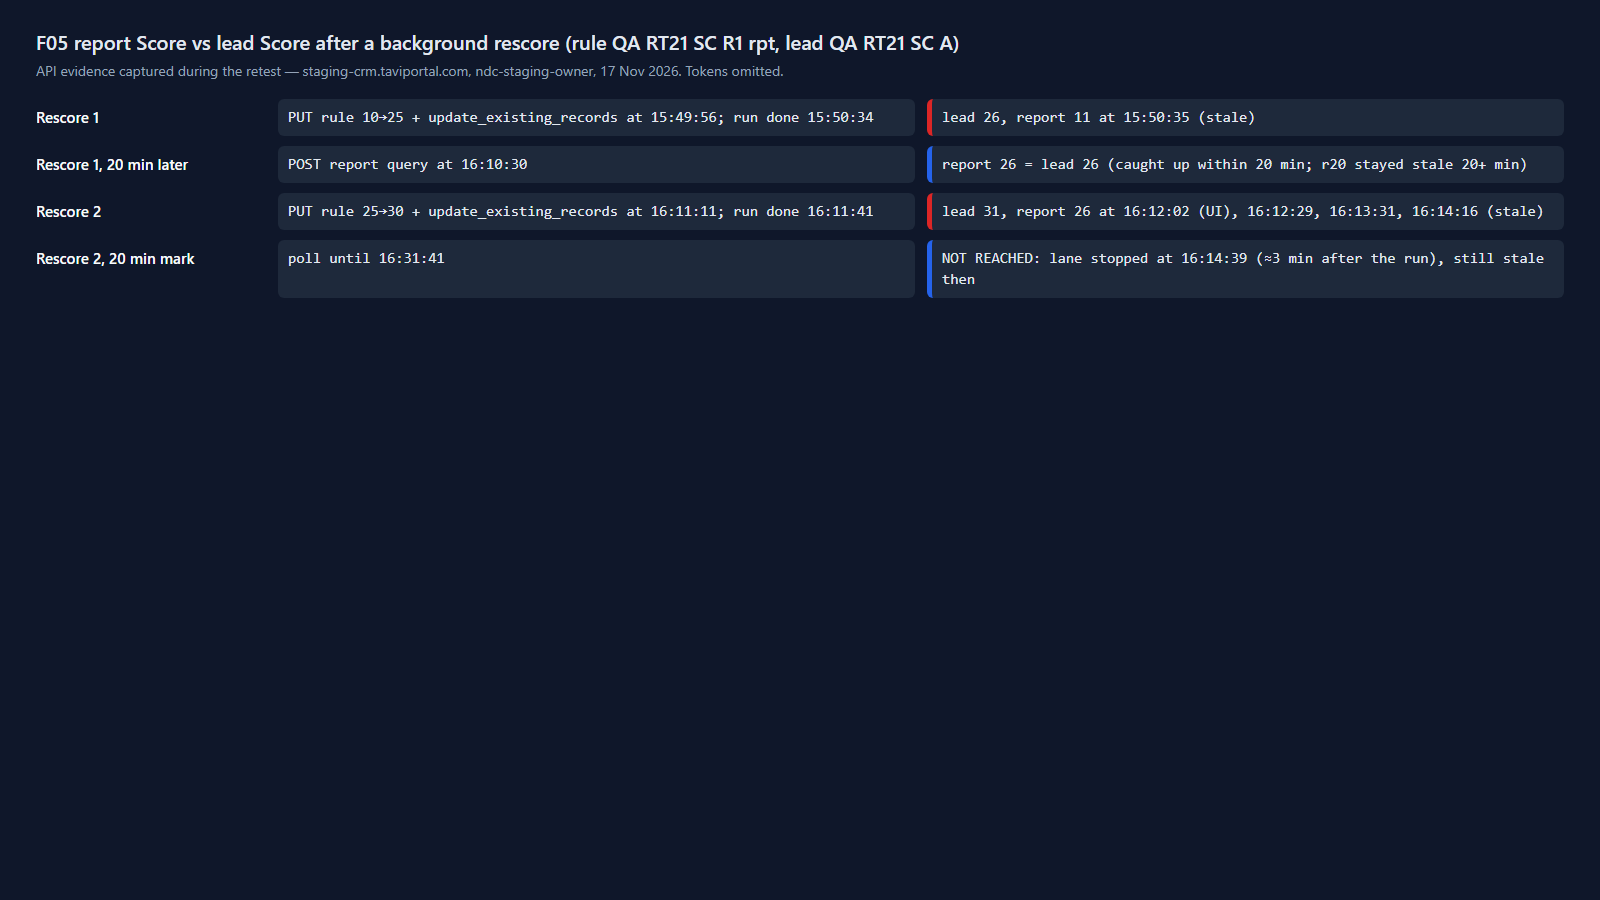 F05 report Score vs lead Score after a background rescore (rule QA RT21 SC R1 rpt, lead QA RT21 SC A)
API evidence captured during the retest — staging-crm.taviportal.com, ndc-staging-owner, 17 Nov 2026. Tokens omitted.
Rescore 1
PUT rule 10→25 + update_existing_records at 15:49:56; run done 15:50:34
lead 26, report 11 at 15:50:35 (stale)
Rescore 1, 20 min later
POST report query at 16:10:30
report 26 = lead 26 (caught up within 20 min; r20 stayed stale 20+ min)
Rescore 2
PUT rule 25→30 + update_existing_records at 16:11:11; run done 16:11:41
lead 31, report 26 at 16:12:02 (UI), 16:12:29, 16:13:31, 16:14:16 (stale)
Rescore 2, 20 min mark
poll until 16:31:41
NOT REACHED: lane stopped at 16:14:39 (≈3 min after the run), still stale
then